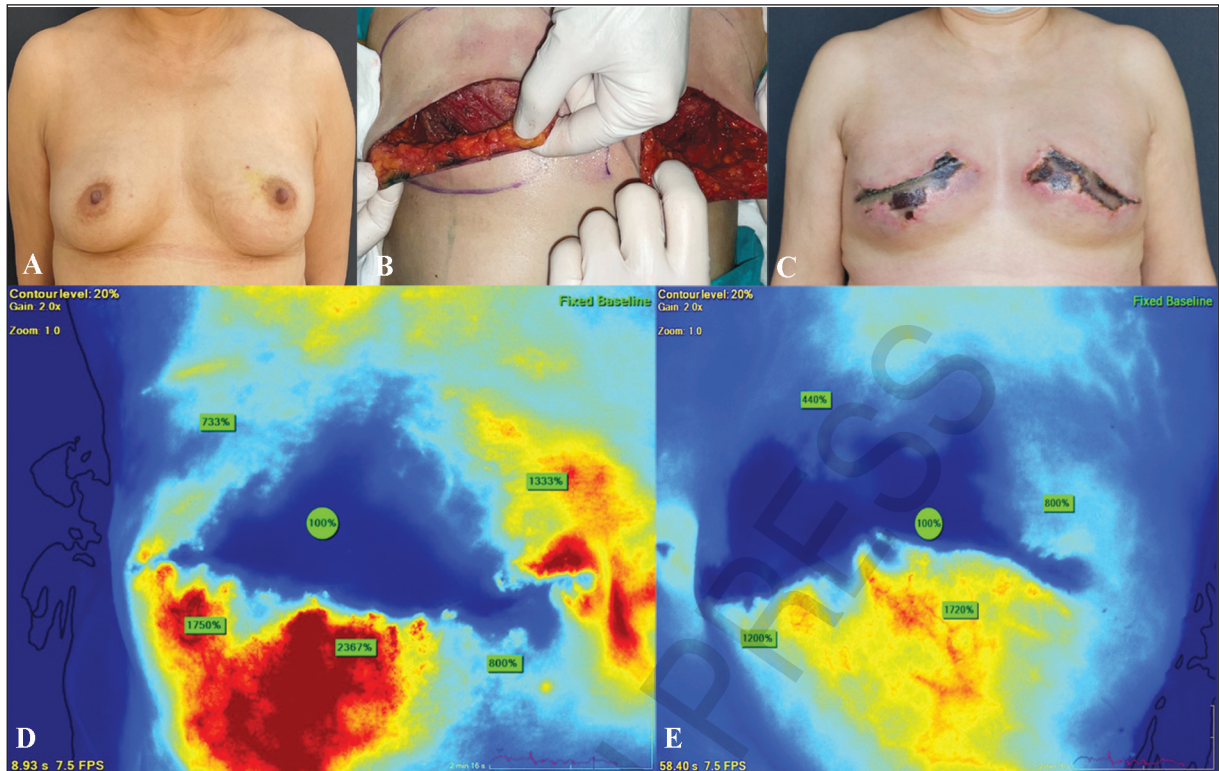 A
B
C
Contour level: 20%
Gain: 2.0x
Zoom: 1.0
Fixed Baseline
733%
1333%
100%
1750%
2367%
800%
D
8.93 s 7.5 FPS
2 min 16 s
Contour level: 20%
Gain: 2.0x
Zoom: 1.0
Fixed Baseline
440%
800%
100%
1720%
1200%
E
58.40 s 7.5 FPS
PRESS